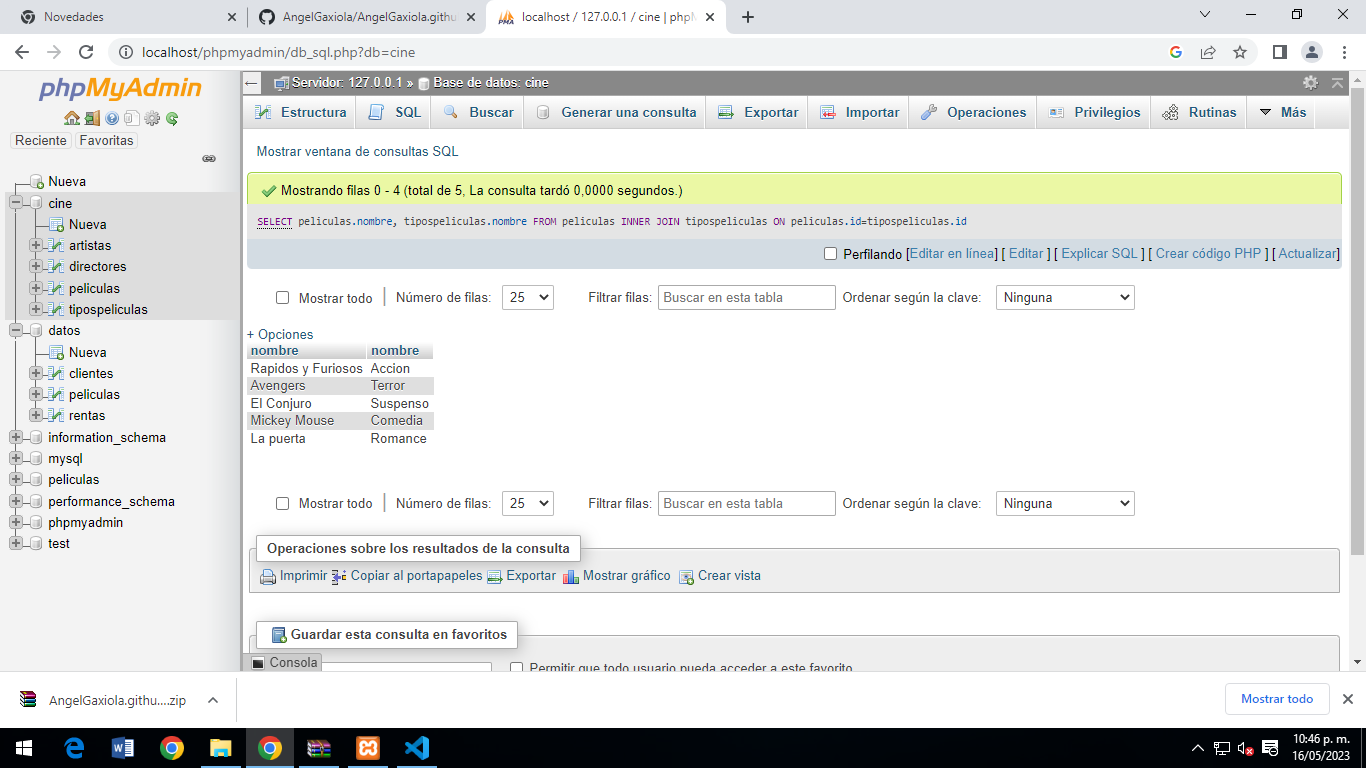 Novedades
AngelGaxiola/AngelGaxiola.githu
localhost / 127.0.0.1 / cine | phpM
localhost/phpmyadmin/db_sql.php?db=cine
phpMyAdmin
Reciente
Favoritas
Nueva
cine
Nueva
artistas
directores
peliculas
tipospeliculas
datos
Nueva
clientes
peliculas
rentas
information_schema
mysql
peliculas
performance_schema
phpmyadmin
test
Servidor: 127.0.0.1 » Base de datos: cine
Estructura SQL Buscar Generar una consulta Exportar Importar Operaciones Privilegios Rutinas Más
Mostrar ventana de consultas SQL
Mostrando filas 0 - 4 (total de 5, La consulta tardó 0,0000 segundos.)
SELECT peliculas.nombre, tipospeliculas.nombre FROM peliculas INNER JOIN tipospeliculas ON peliculas.id=tipospeliculas.id
Perfilando [Editar en línea] [ Editar ] [ Explicar SQL ] [ Crear código PHP ] [ Actualizar]
Mostrar todo | Número de filas: 25 Filtrar filas: Buscar en esta tabla Ordenar según la clave: Ninguna
+ Opciones
nombre nombre
Rapidos y Furiosos Accion
Avengers Terror
El Conjuro Suspenso
Mickey Mouse Comedia
La puerta Romance
Mostrar todo | Número de filas: 25 Filtrar filas: Buscar en esta tabla Ordenar según la clave: Ninguna
Operaciones sobre los resultados de la consulta
Imprimir Copiar al portapapeles Exportar Mostrar gráfico Crear vista
Guardar esta consulta en favoritos
Consola
Permitir que todo usuario pueda acceder a este favorito
AngelGaxiola.githu....zip
Mostrar todo
10:46 p. m.
16/05/2023